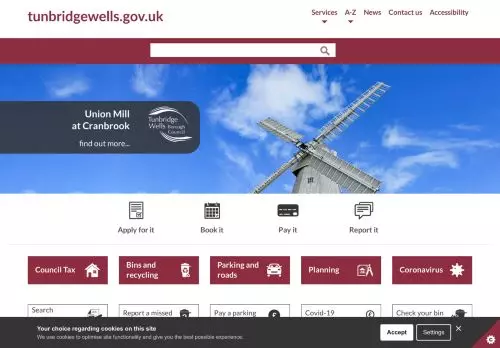 tunbridgewells.gov.uk
Services
A-Z
News
Contact us
Accessibility
Union Mill
at Cranbrook
find out more...
Tunbridge
Wells Borough
Council
Apply for it
Book it
Pay it
Report it
Council Tax
Bins and
recycling
Parking and
roads
Planning
Coronavirus
Search
Report a missed
Pay a parking
Covid-19
Check your bin
Your choice regarding cookies on this site
We use cookies to optimise site functionality and give you the best possible experience.
Accept
Settings